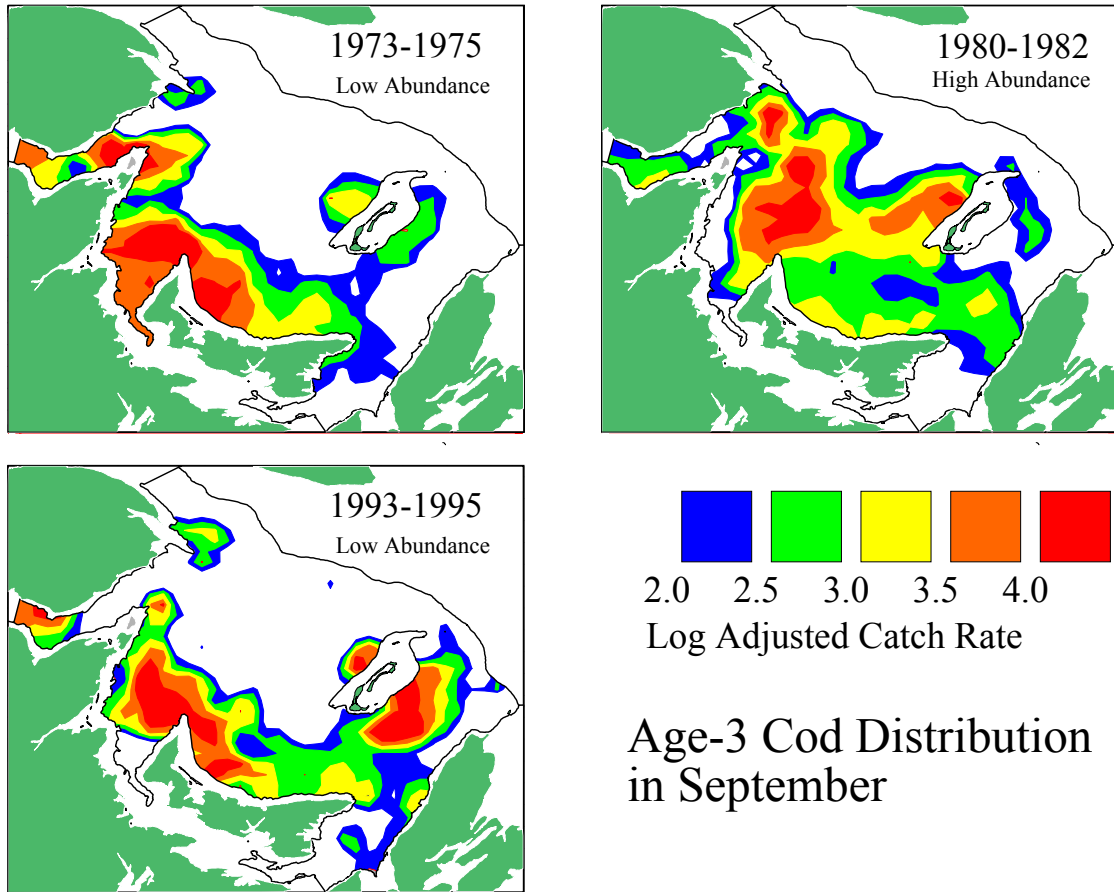 1973-1975
Low Abundance
1980-1982
High Abundance
1993-1995
Low Abundance
2.0 2.5 3.0 3.5 4.0
Log Adjusted Catch Rate
Age-3 Cod Distribution
in September